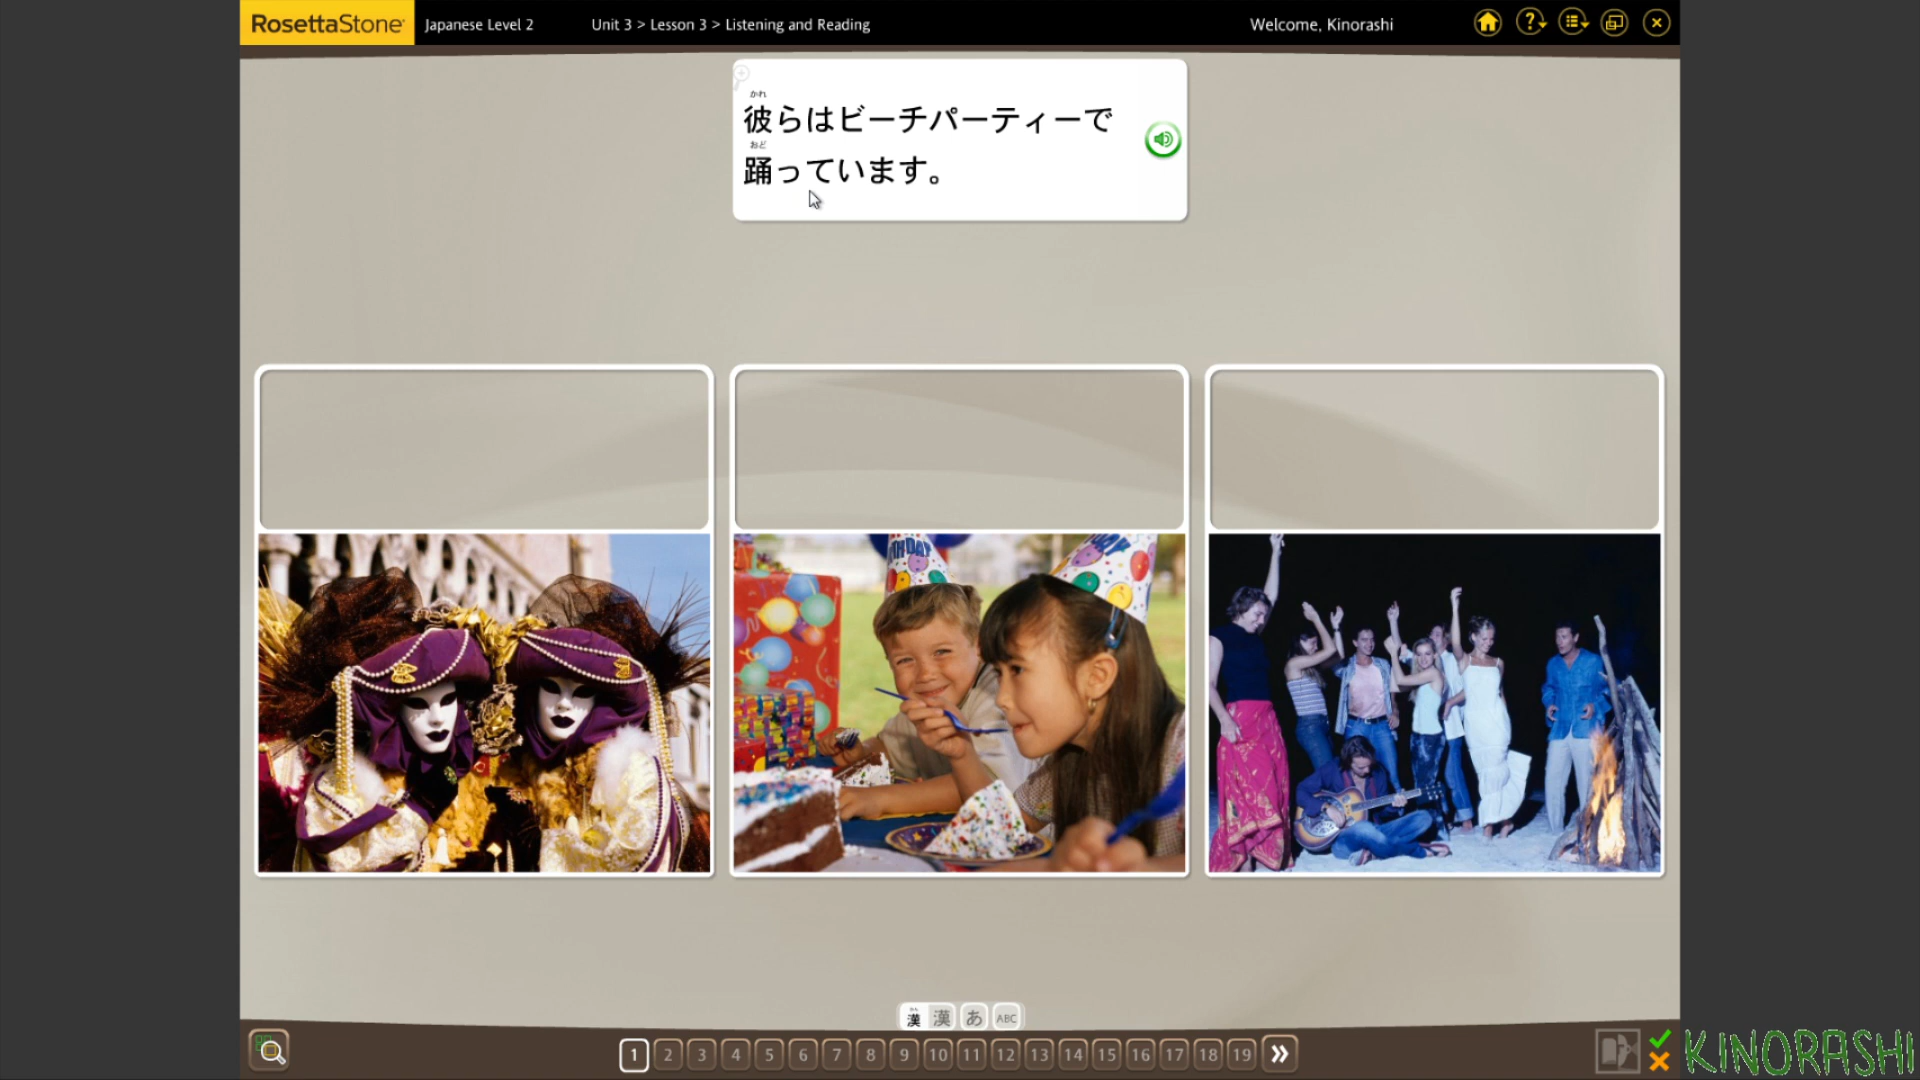 RosettaStone
Japanese Level 2
Unit 3 > Lesson 3 > Listening and Reading
Welcome, Kinorashi
かれ
彼らはビーチパーティーで
おど
踊っています。
漢 漢 あ ABC
1 2 3 4 5 6 7 8 9 10 11 12 13 14 15 16 17 18 19
KINORASHI